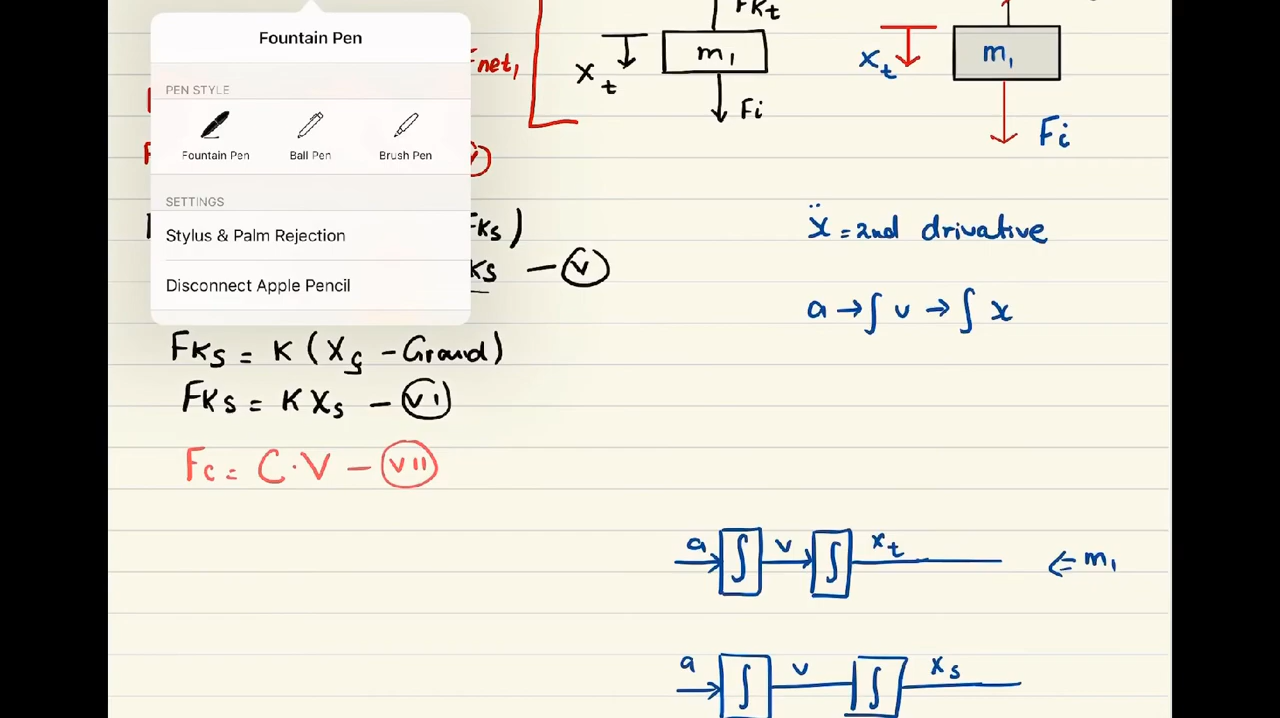 Fountain Pen
PEN STYLE
Fountain Pen Ball Pen Brush Pen
SETTINGS
Stylus & Palm Rejection
Disconnect Apple Pencil
Fnet,
FKt
m₁
Xt
Fi
Xt
m₁
Fi
FKs)
Ks — V
FKs = K (Xs - Ground)
FKs = K Xs — VI
Fc = C·V — VII
ẍ = 2nd drivative
a → ∫ v → ∫ x
a ∫ v ∫ xt ⇐ m₁
a ∫ v ∫ xs